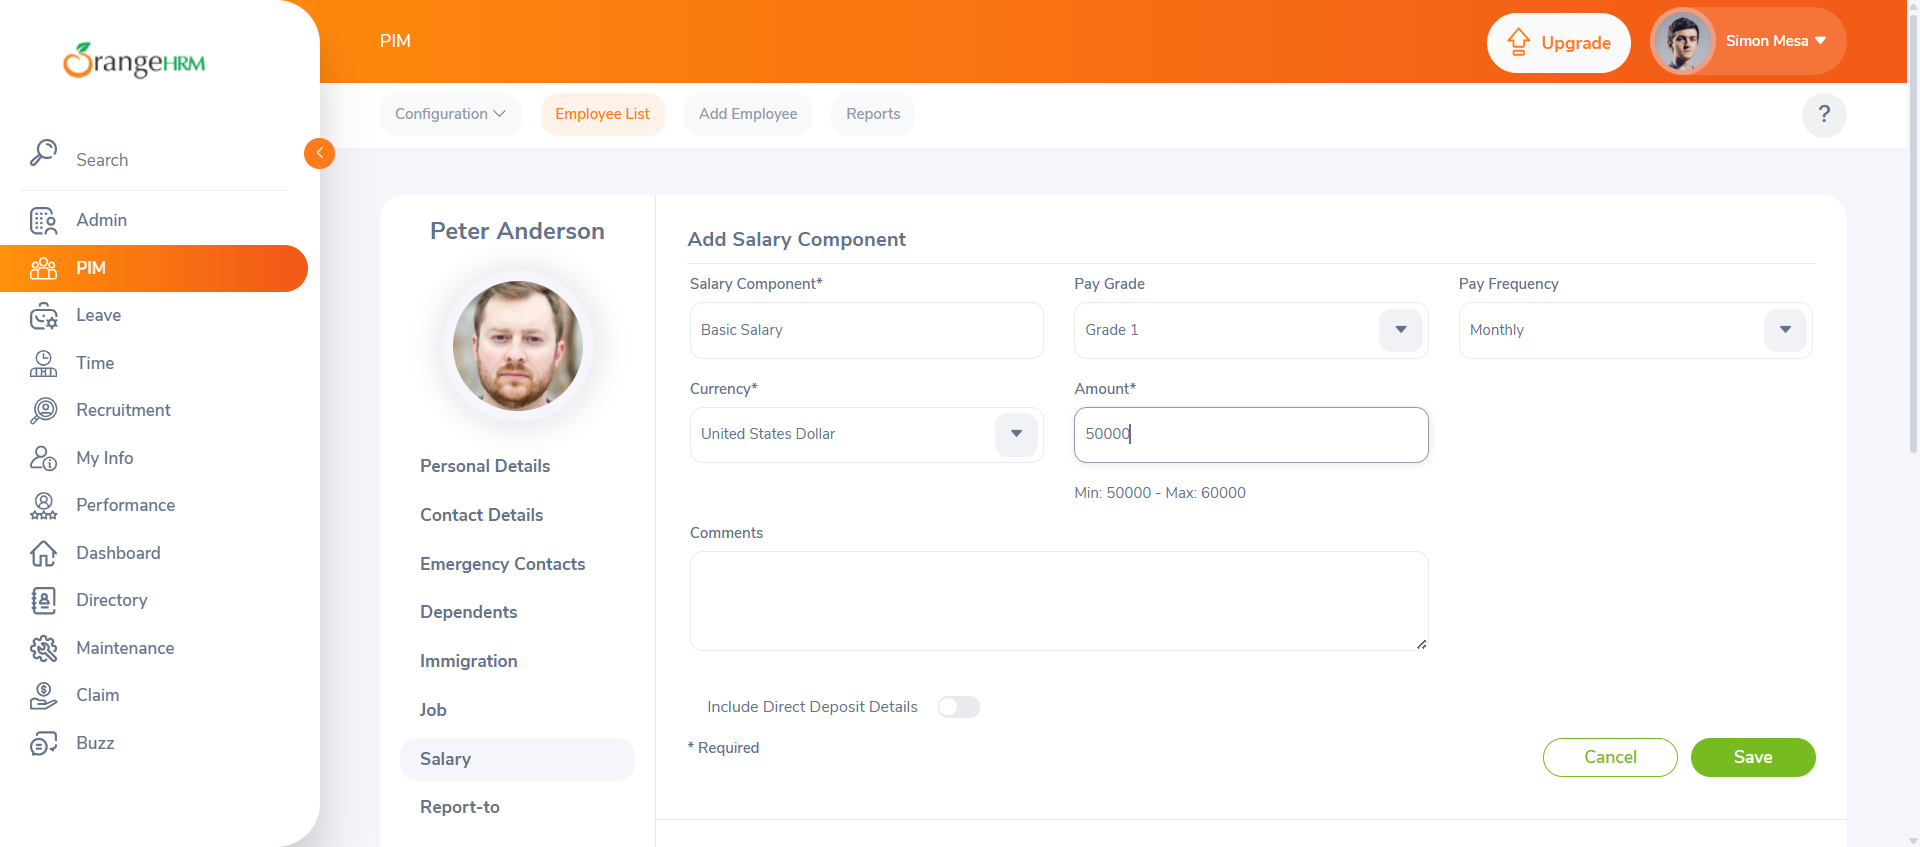 OrangeHRM
PIM
Upgrade
Simon Mesa
Configuration
Employee List
Add Employee
Reports
?
Search
Admin
PIM
Leave
Time
Recruitment
My Info
Performance
Dashboard
Directory
Maintenance
Claim
Buzz
Peter Anderson
Personal Details
Contact Details
Emergency Contacts
Dependents
Immigration
Job
Salary
Report-to
Add Salary Component
Salary Component*
Pay Grade
Pay Frequency
Basic Salary
Grade 1
Monthly
Currency*
Amount*
United States Dollar
50000
Min: 50000 - Max: 60000
Comments
Include Direct Deposit Details
* Required
Cancel
Save